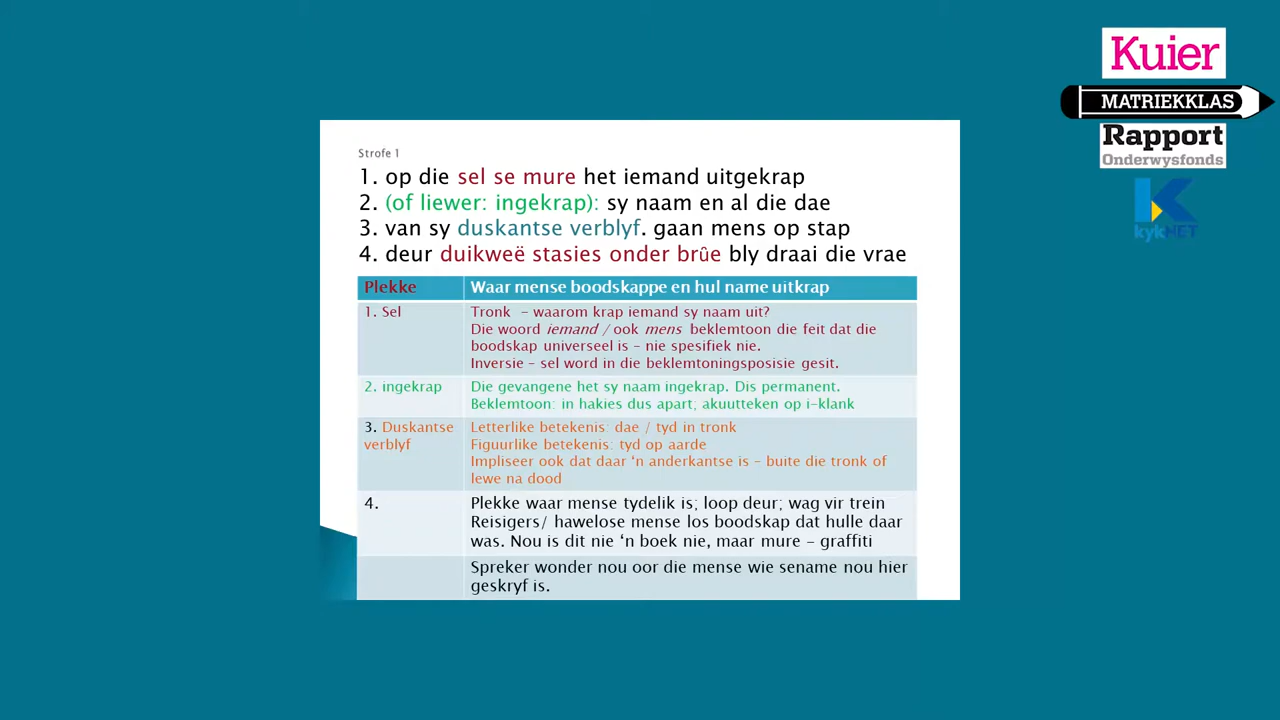 Kuier
MATRIEKKLAS
Rapport
Onderwysfonds
kykNET
Strofe 1
1. op die sel se mure het iemand uitgekrap
2. (of liewer: ingekrap): sy naam en al die dae
3. van sy duskantse verblyf. gaan mens op stap
4. deur duikweë stasies onder brûe bly draai die vrae
Plekke
Waar mense boodskappe en hul name uitkrap
1. Sel
Tronk – waarom krap iemand sy naam uit?
Die woord iemand / ook mens beklemtoon die feit dat die
boodskap universeel is – nie spesifiek nie.
Inversie – sel word in die beklemtoningsposisie gesit.
2. ingekrap
Die gevangene het sy naam ingekrap. Dis permanent.
Beklemtoon: in hakies dus apart; akuutteken op i-klank
3. Duskantse
verblyf
Letterlike betekenis: dae / tyd in tronk
Figuurlike betekenis: tyd op aarde
Impliseer ook dat daar ‘n anderkantse is – buite die tronk of
lewe na dood
4.
Plekke waar mense tydelik is; loop deur; wag vir trein
Reisigers/ hawelose mense los boodskap dat hulle daar
was. Nou is dit nie ‘n boek nie, maar mure – graffiti
Spreker wonder nou oor die mense wie sename nou hier
geskryf is.